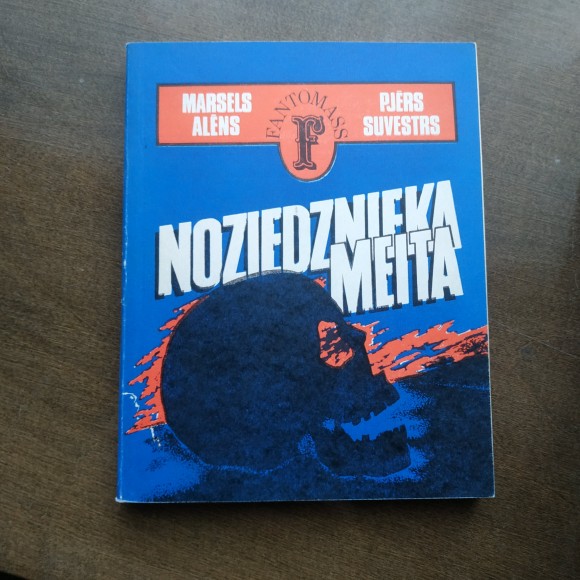 MARSELS
ALĒNS
FANTOMASS
F
PJĒRS
SUVESTRS
NOZIEDZNIEKA
MEITA